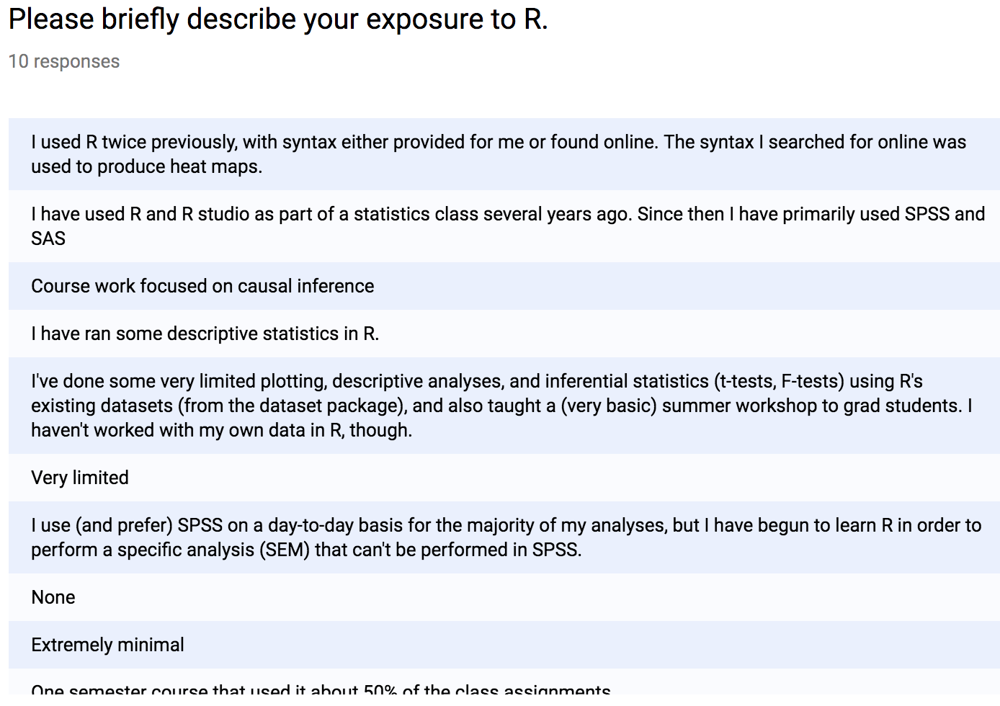 Please briefly describe your exposure to R.
10 responses
I used R twice previously, with syntax either provided for me or found online. The syntax I searched for online was
used to produce heat maps.
I have used R and R studio as part of a statistics class several years ago. Since then I have primarily used SPSS and
SAS
Course work focused on causal inference
I have ran some descriptive statistics in R.
I've done some very limited plotting, descriptive analyses, and inferential statistics (t-tests, F-tests) using R's
existing datasets (from the dataset package), and also taught a (very basic) summer workshop to grad students. I
haven't worked with my own data in R, though.
Very limited
I use (and prefer) SPSS on a day-to-day basis for the majority of my analyses, but I have begun to learn R in order to
perform a specific analysis (SEM) that can't be performed in SPSS.
None
Extremely minimal
One semester course that used it about 50% of the class assignments